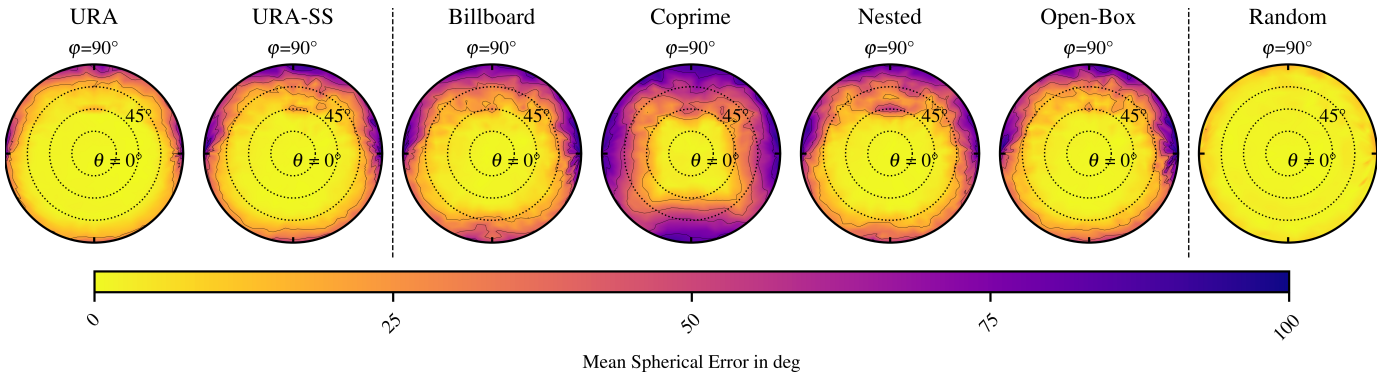 URA URA-SS Billboard Coprime Nested Open-Box Random
φ=90° φ=90° φ=90° φ=90° φ=90° φ=90° φ=90°
45° 45° 45° 45° 45° 45° 45°
θ = 0° θ = 0° θ = 0° θ = 0° θ = 0° θ = 0° θ = 0°
0 25 50 75 100
Mean Spherical Error in deg